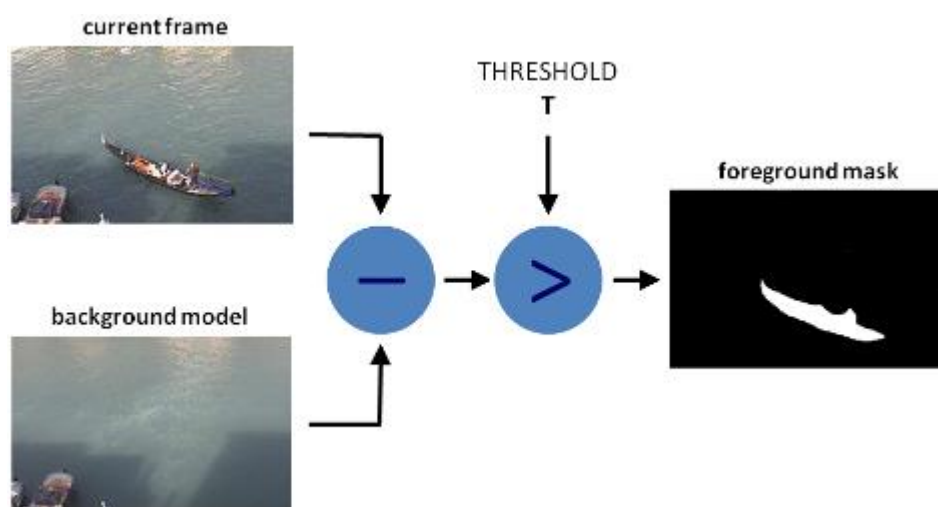 current frame
THRESHOLD
T
foreground mask
background model